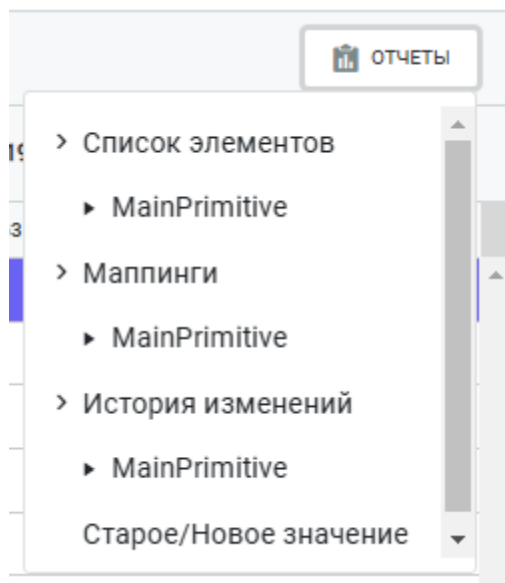 ОТЧЕТЫ
Список элементов
MainPrimitive
Маппинги
MainPrimitive
История изменений
MainPrimitive
Старое/Новое значение